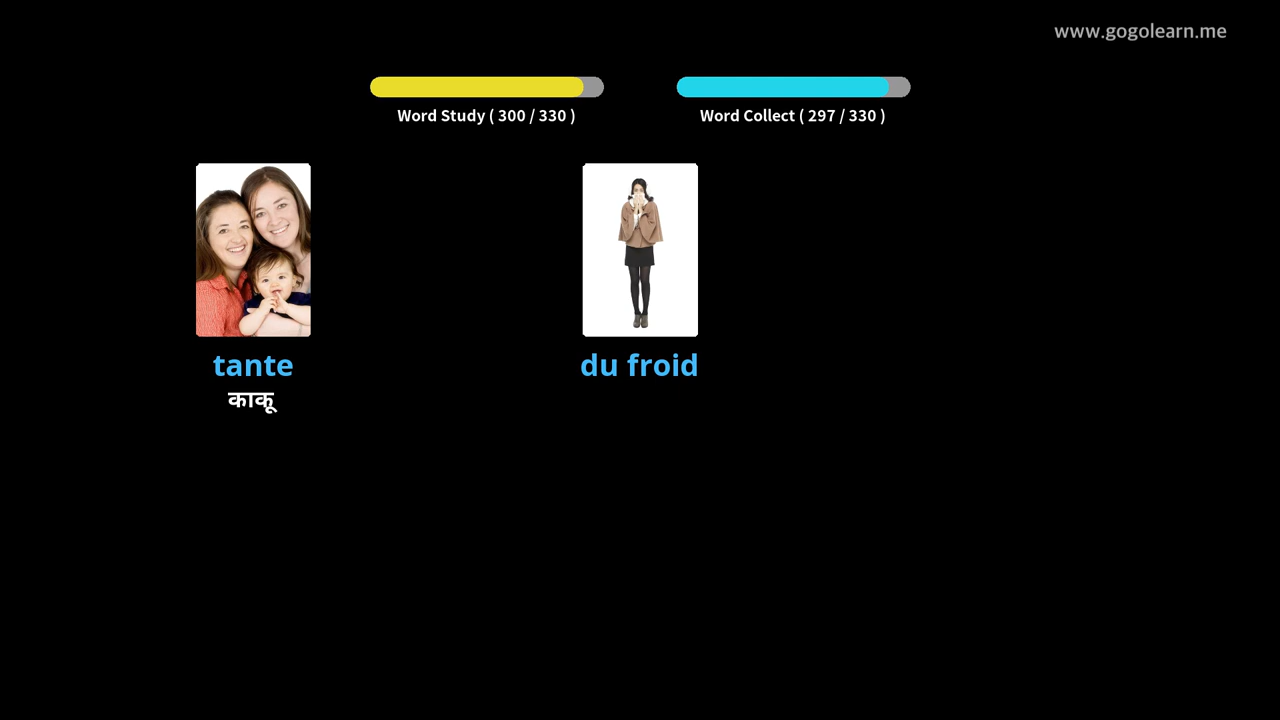 www.gogolearn.me
Word Study ( 300 / 330 )
Word Collect ( 297 / 330 )
tante
काकू
du froid